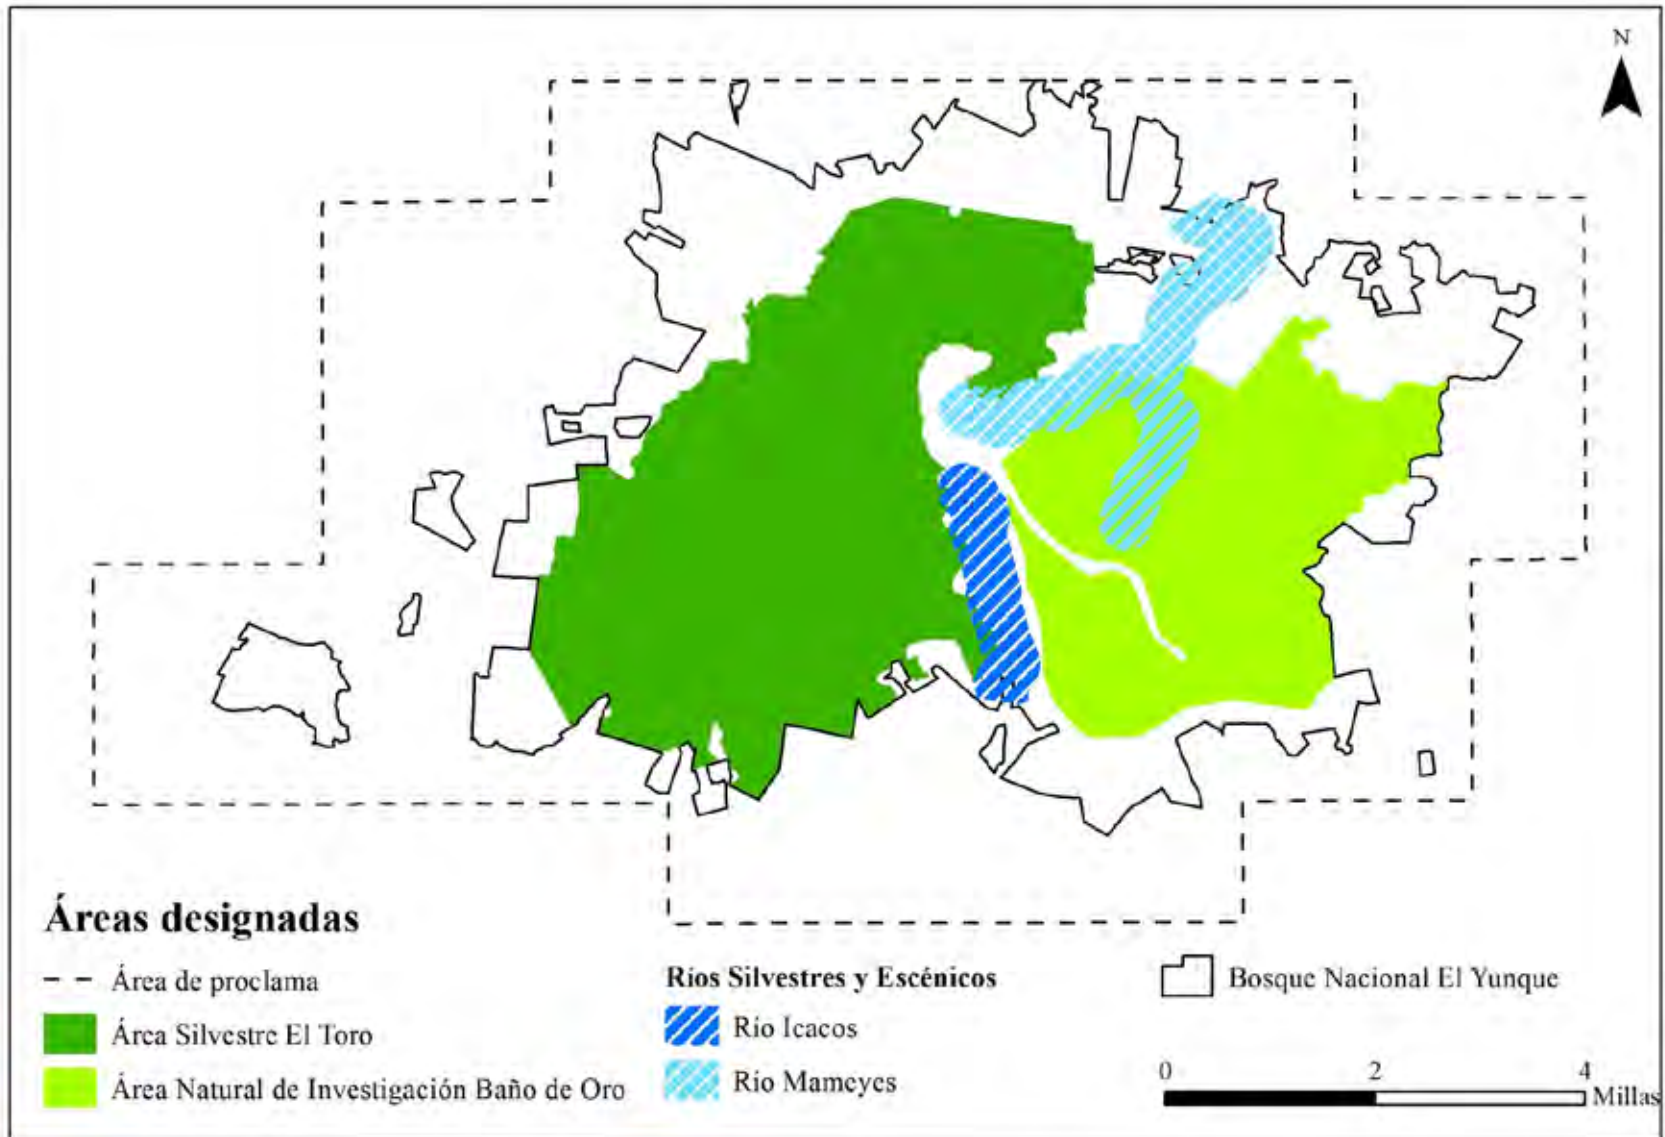 N
Áreas designadas
Área de proclama
Área Silvestre El Toro
Área Natural de Investigación Baño de Oro
Ríos Silvestres y Escénicos
Río Icacos
Río Mameyes
Bosque Nacional El Yunque
0 2 4
Millas